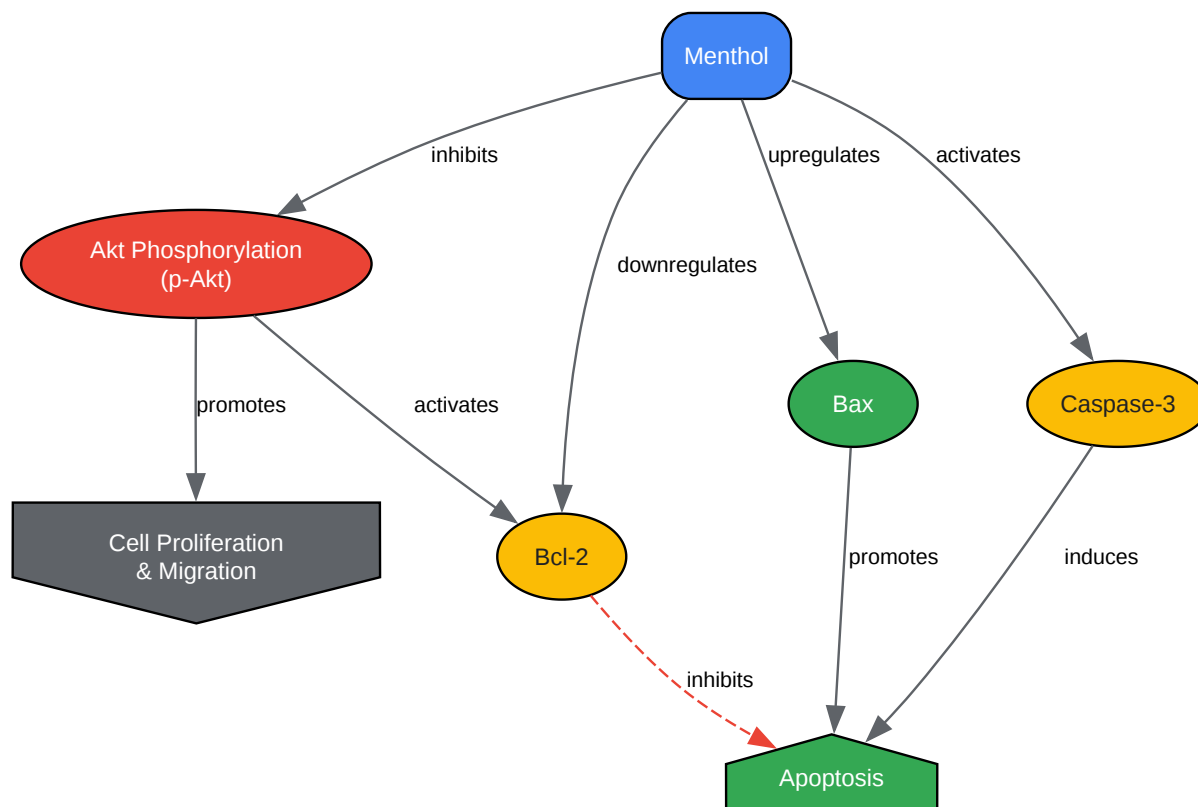 Menthol
inhibits
upregulates
activates
Akt Phosphorylation
(p-Akt)
downregulates
promotes
activates
Bax
Caspase-3
Cell Proliferation
& Migration
Bcl-2
promotes
induces
inhibits
Apoptosis